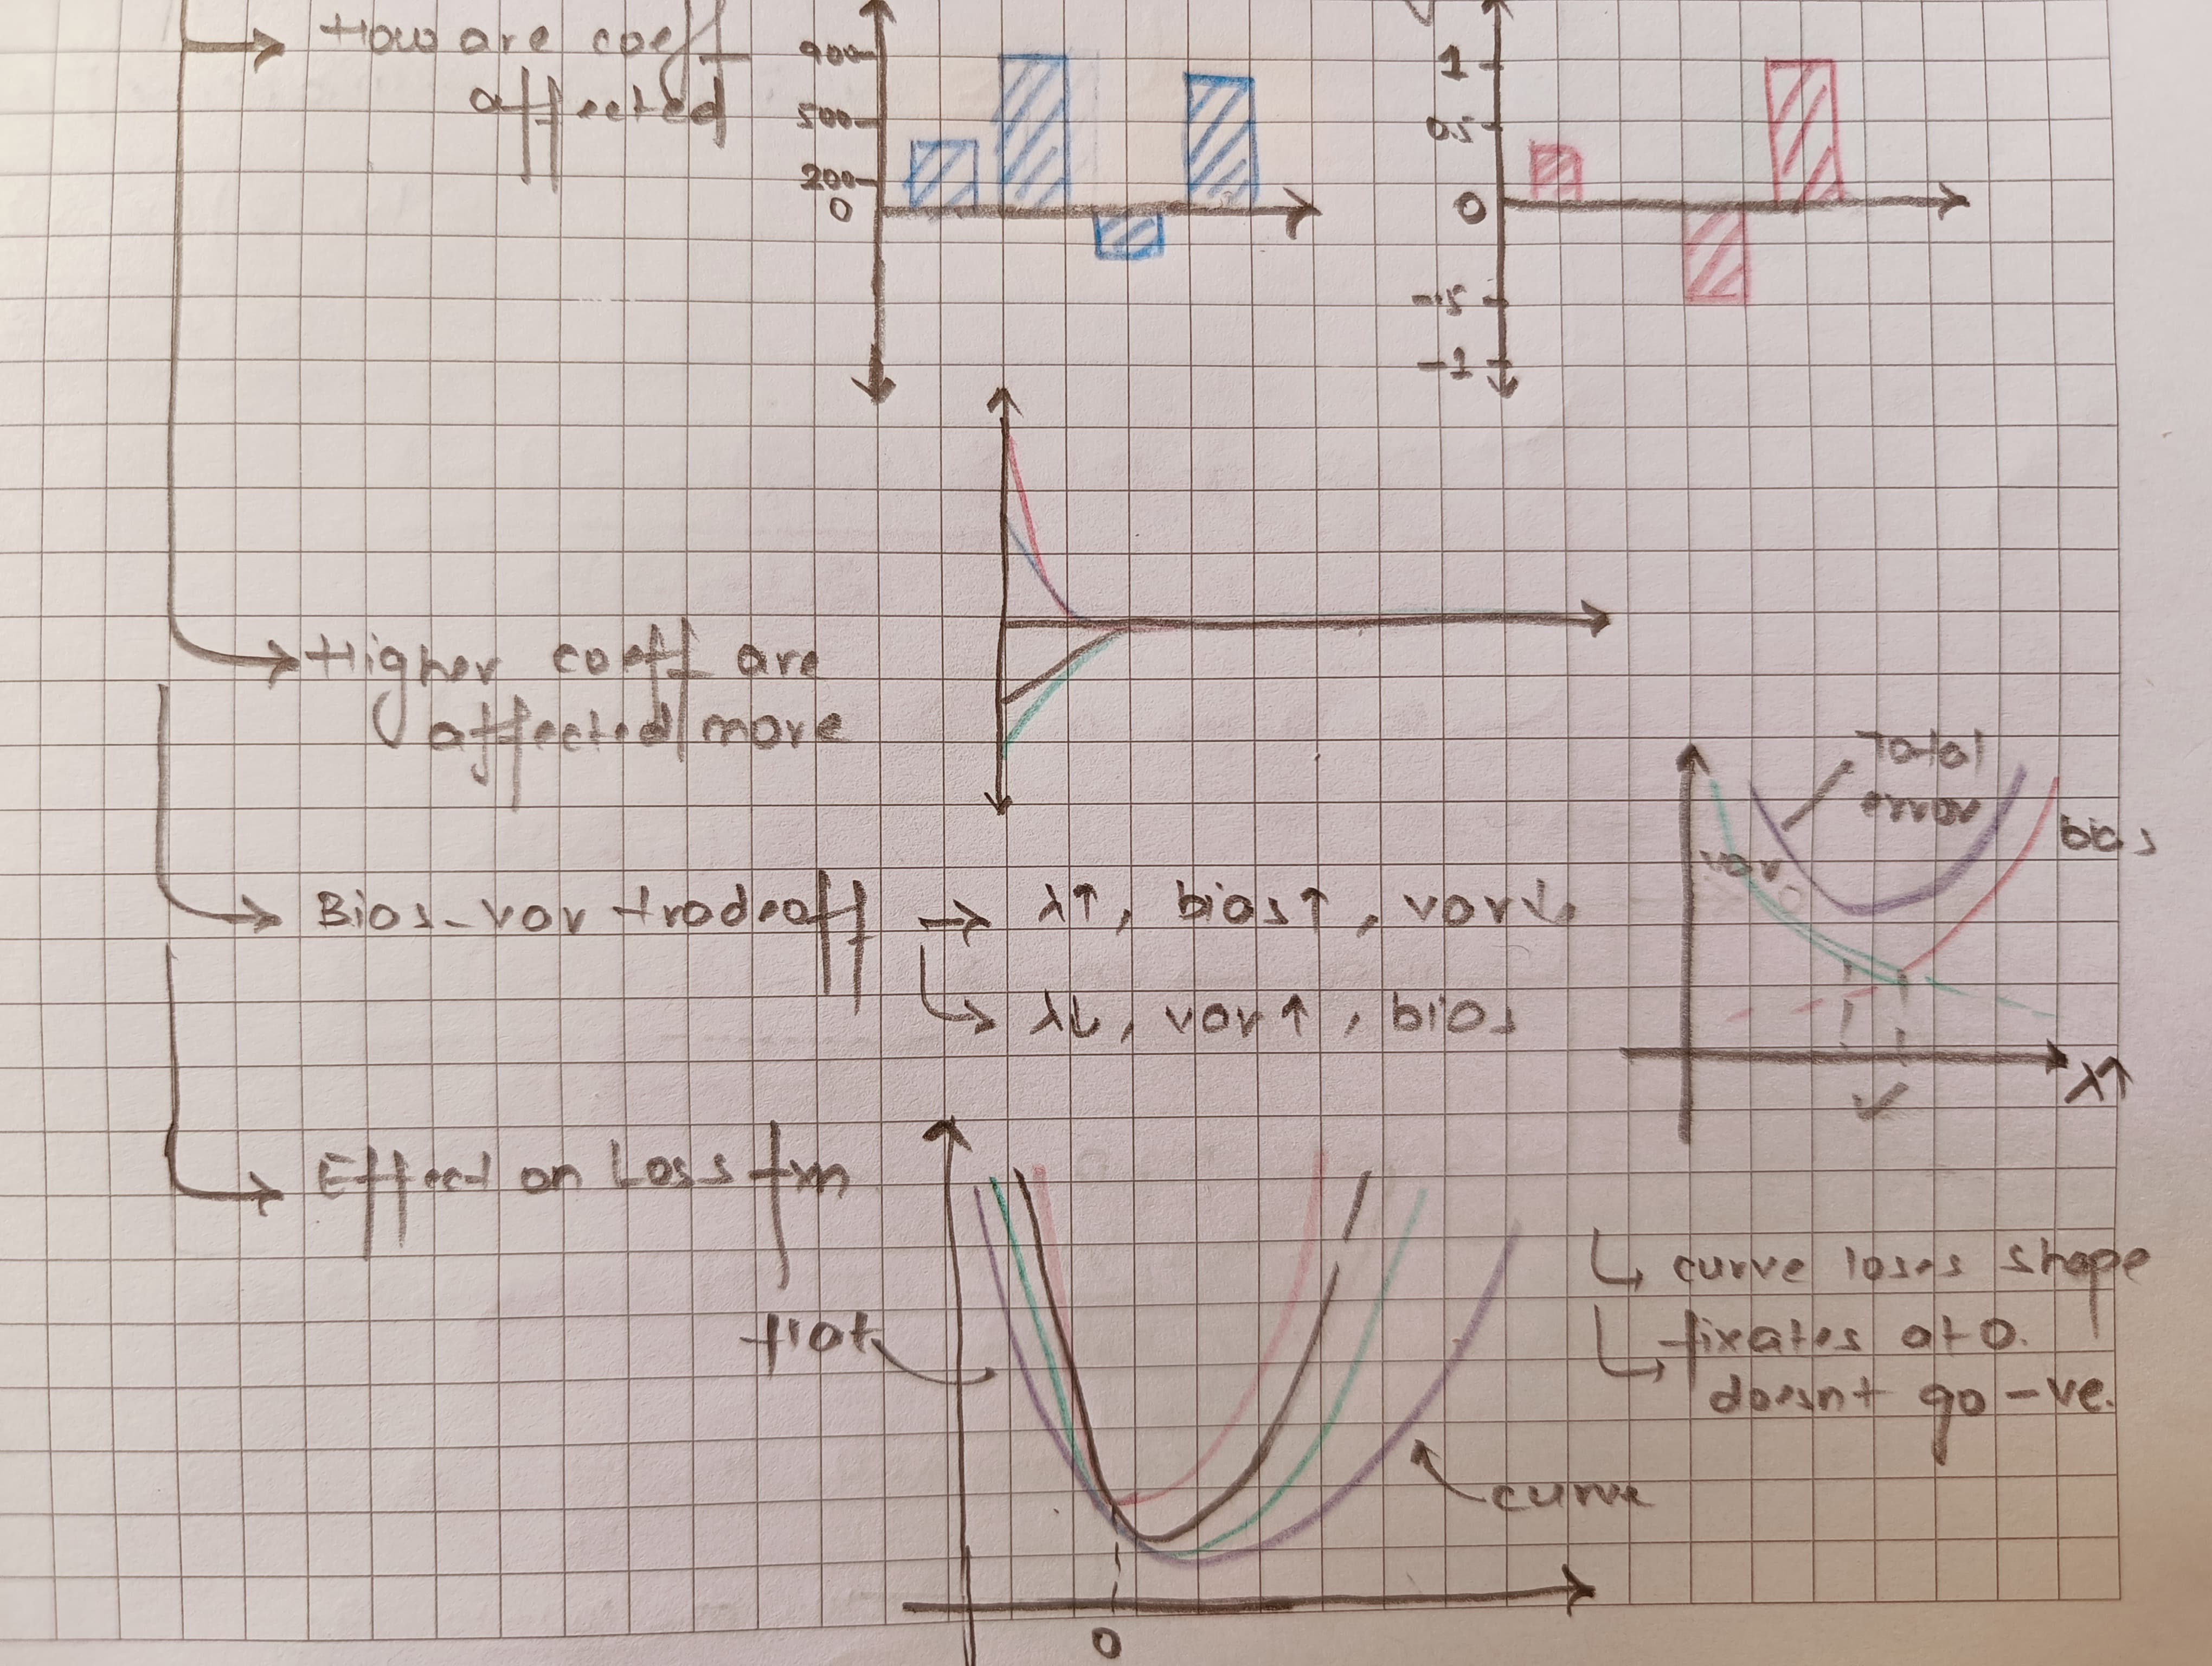 How are coeff
affected
900
500
200
0
1
0.5
0
-.5
-1
Higher coeff are
affected more
Total
error
bias
var
Bias-var tradeoff → λ↑, bias↑, var↓
λ↓, var↑, bias
λ↑
Effect on Loss fxn
flat
curve loses shape
fixates at 0.
doesnt go -ve.
curve
0